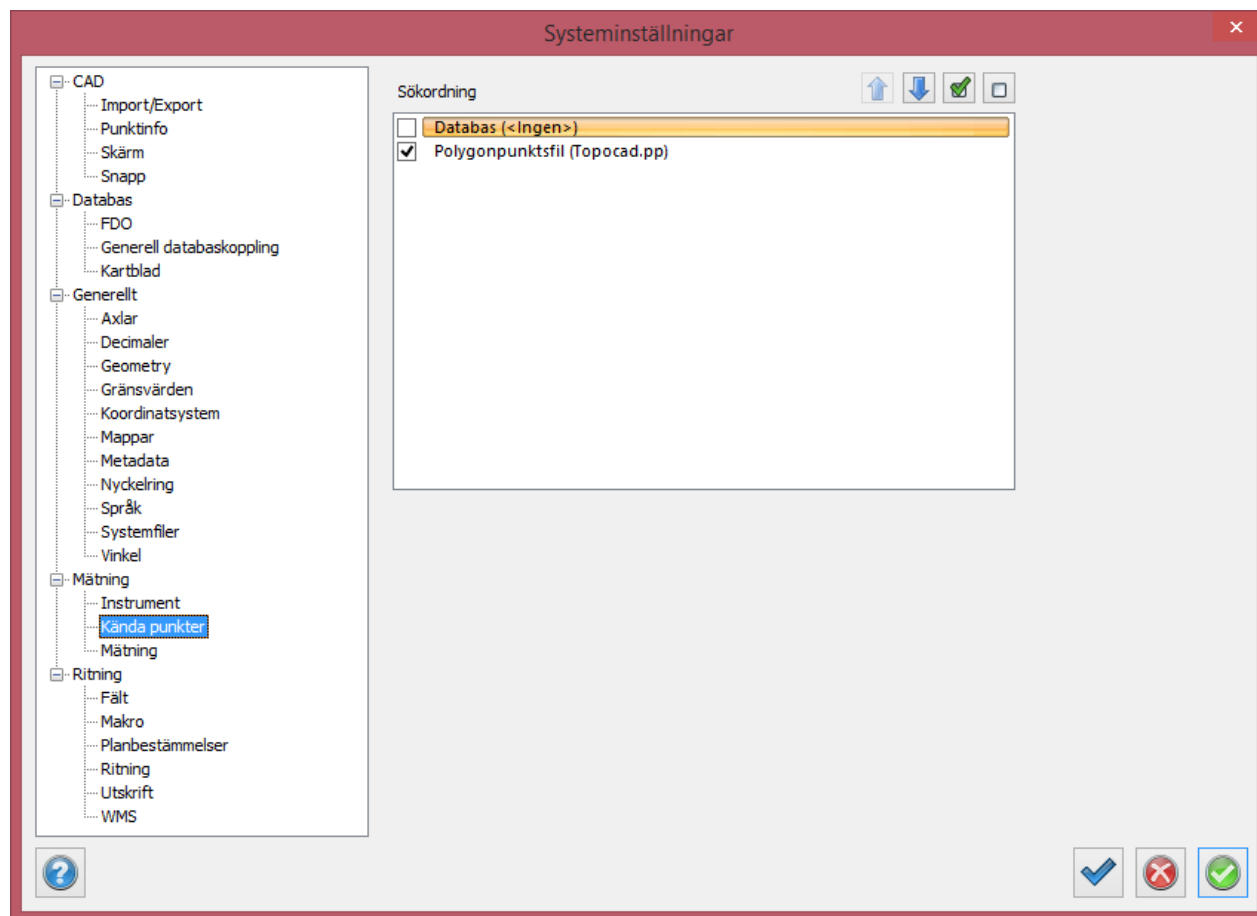 Systeminställningar
CAD
Import/Export
Punktinfo
Skärm
Snapp
Databas
FDO
Generell databaskoppling
Kartblad
Generellt
Axlar
Decimaler
Geometry
Gränsvärden
Koordinatsystem
Mappar
Metadata
Nyckelring
Språk
Systemfiler
Vinkel
Mätning
Instrument
Kända punkter
Mätning
Ritning
Fält
Makro
Planbestämmelser
Ritning
Utskrift
WMS
Sökordning
Databas (<Ingen>)
Polygonpunktsfil (Topocad.pp)